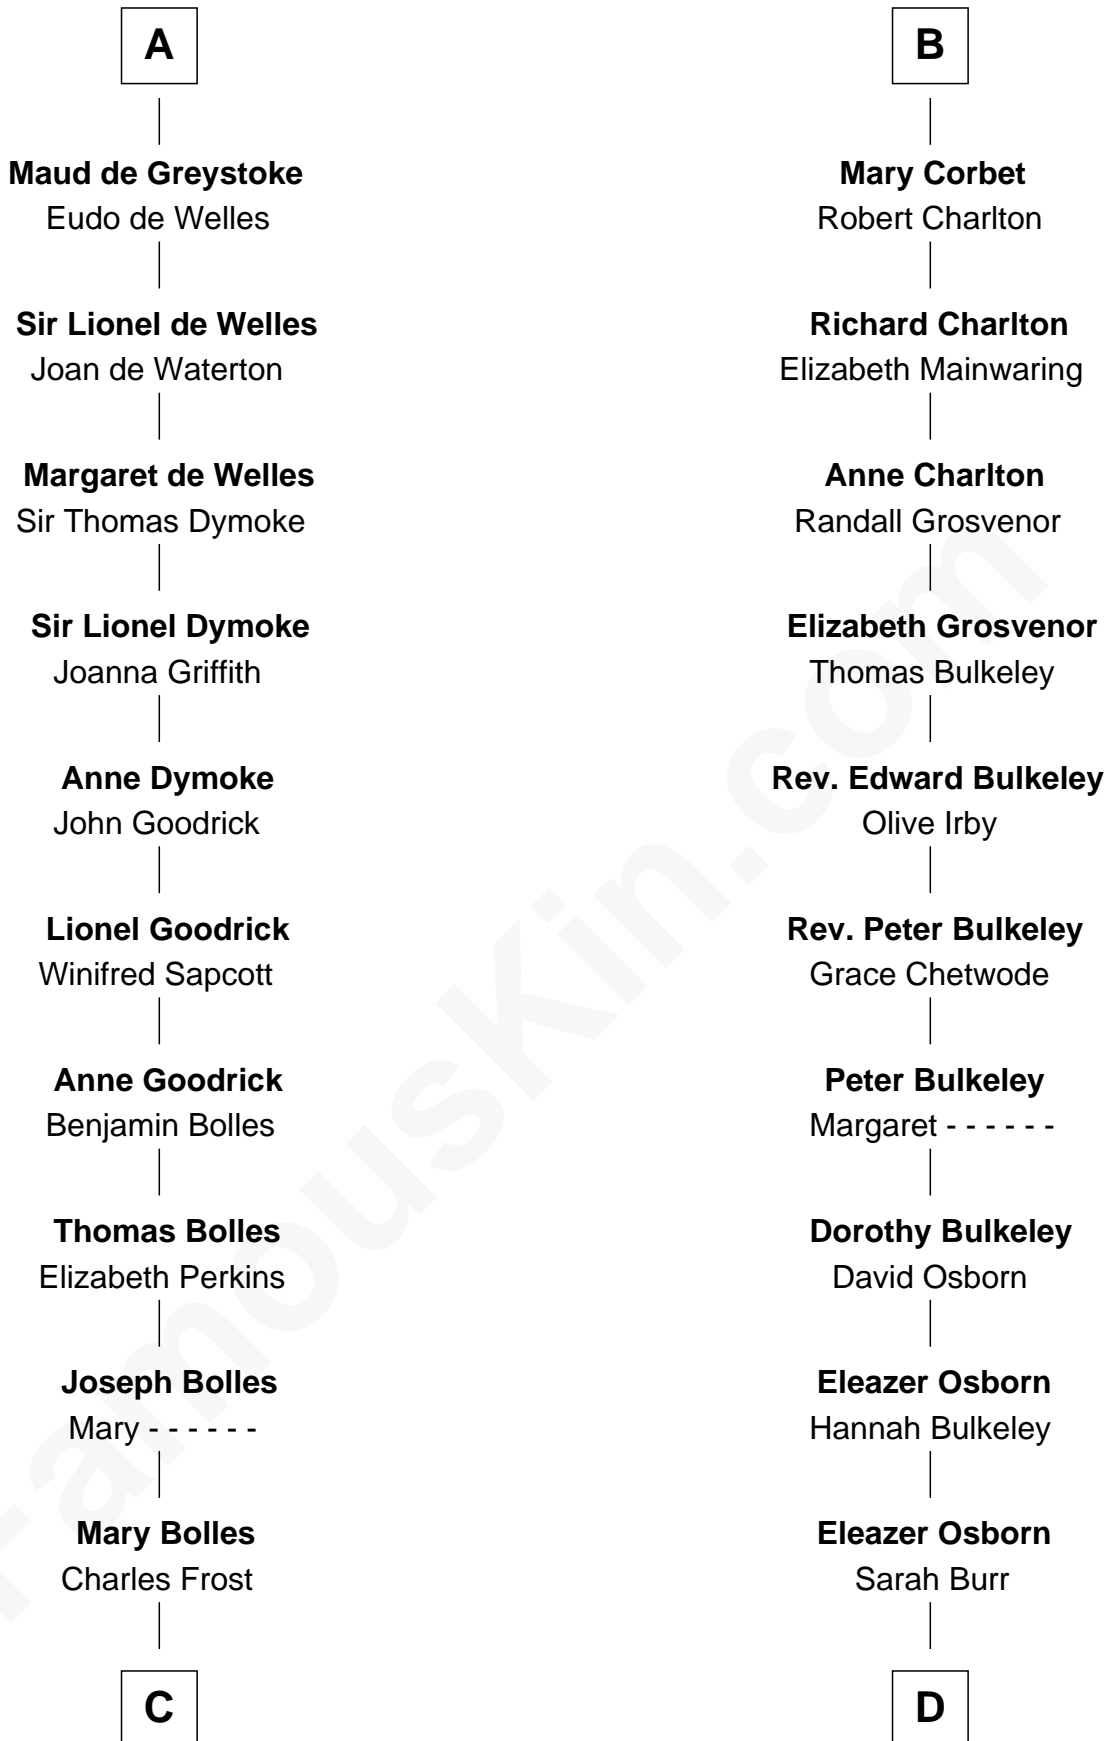 A
Maud de Greystoke
Eudo de Welles
Sir Lionel de Welles
Joan de Waterton
Margaret de Welles
Sir Thomas Dymoke
Sir Lionel Dymoke
Joanna Griffith
Anne Dymoke
John Goodrick
Lionel Goodrick
Winifred Sapcott
Anne Goodrick
Benjamin Bolles
Thomas Bolles
Elizabeth Perkins
Joseph Bolles
Mary - - - - - -
Mary Bolles
Charles Frost
C
B
Mary Corbet
Robert Charlton
Richard Charlton
Elizabeth Mainwaring
Anne Charlton
Randall Grosvenor
Elizabeth Grosvenor
Thomas Bulkeley
Rev. Edward Bulkeley
Olive Irby
Rev. Peter Bulkeley
Grace Chetwode
Peter Bulkeley
Margaret - - - - - -
Dorothy Bulkeley
David Osborn
Eleazer Osborn
Hannah Bulkeley
Eleazer Osborn
Sarah Burr
D
FamousKin.com